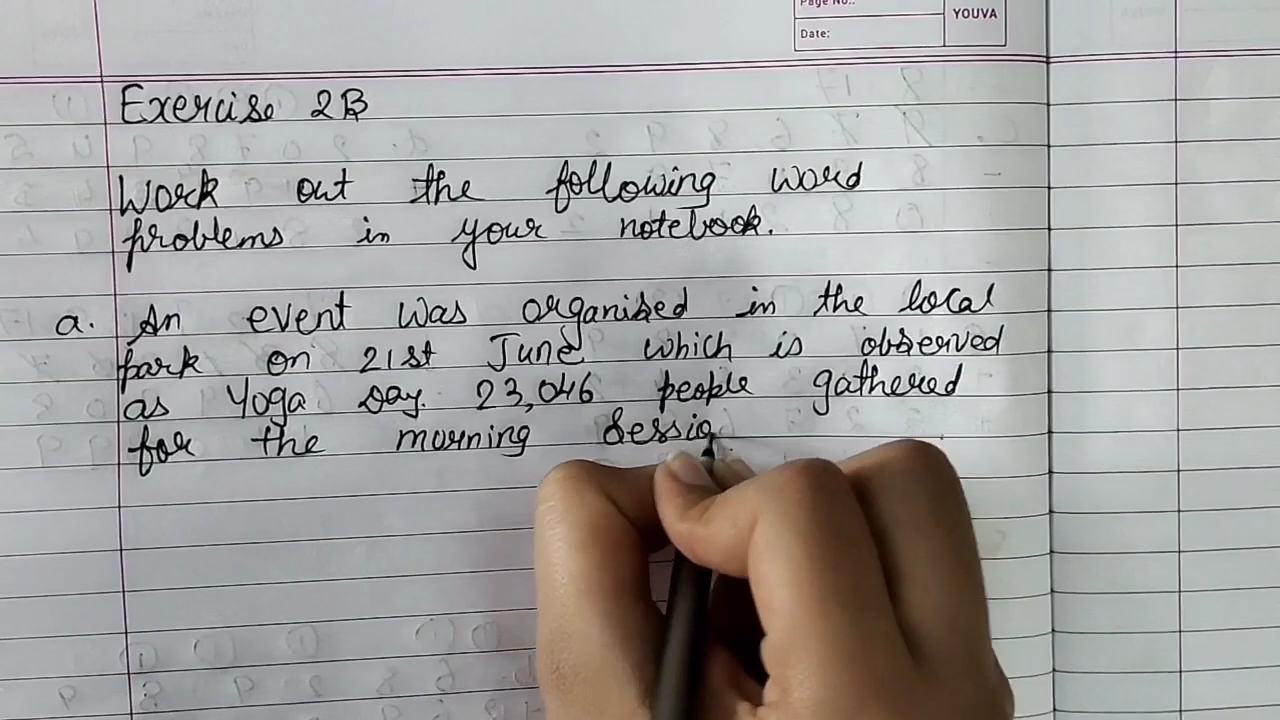 Page No.:
YOUVA
Date:
Exercise 2B
Work out the following word
problems in your notebook.
a. An event was organised in the local
park on 21st June which is observed
as Yoga Day. 23,046 people gathered
for the morning sessio